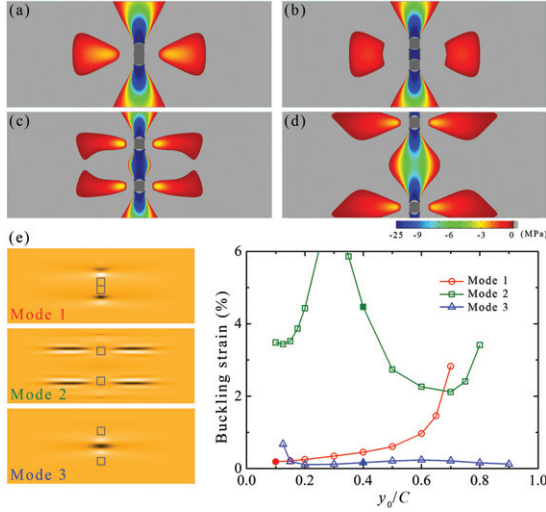 (a)
(b)
(c)
(d)
-25 -9 -3 0 (MPa)
(e)
Mode 1
Mode 2
Mode 3
Buckling strain (%)
6
4
2
0
Mode 1
Mode 2
Mode 3
0.0 0.2 0.4 0.6 0.8 1.0
y₀/C